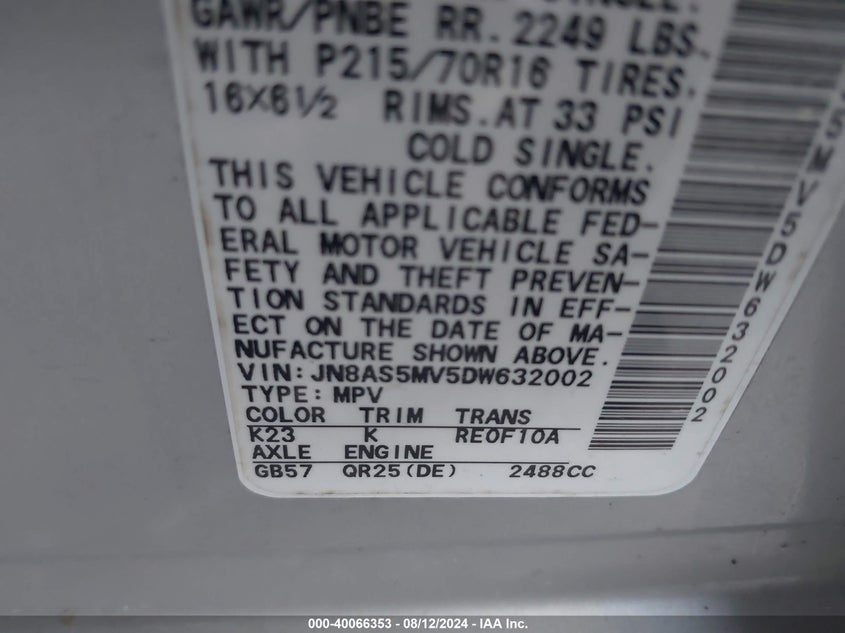 GAWR/PNBE RR. 2249 LBS.
WITH P215/70R16 TIRES.
16X6 1/2 RIMS. AT 33 PSI
COLD SINGLE.
THIS VEHICLE CONFORMS
TO ALL APPLICABLE FED-
ERAL MOTOR VEHICLE SA-
FETY AND THEFT PREVEN-
TION STANDARDS IN EFF-
ECT ON THE DATE OF MA-
NUFACTURE SHOWN ABOVE.
VIN: JN8AS5MV5DW632002
TYPE: MPV
COLOR TRIM TRANS
K23 K RE0F10A
AXLE ENGINE
GB57 QR25(DE) 2488CC
5MV5DW632002
000-40066353 - 08/12/2024 - IAA Inc.